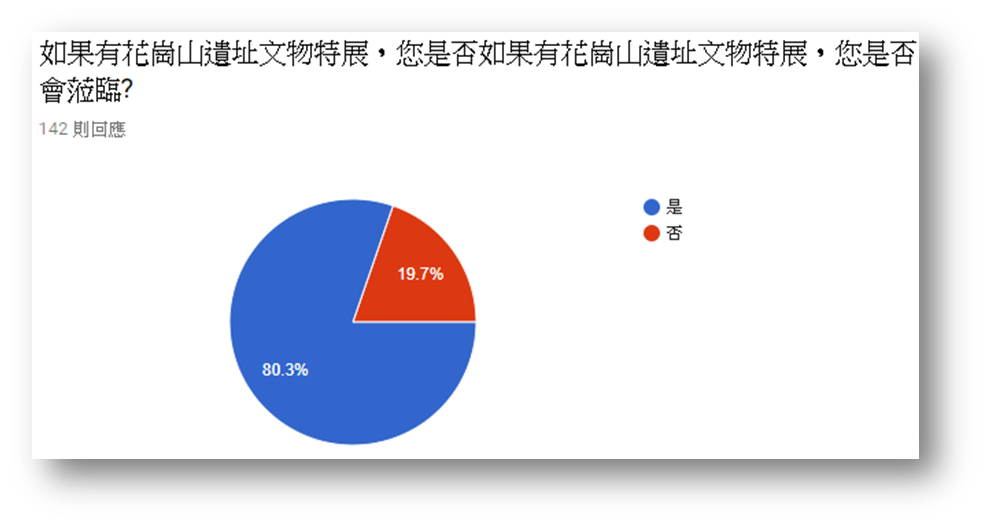 如果有花崗山遺址文物特展，您是否如果有花崗山遺址文物特展，您是否
會蒞臨?
142 則回應
是
否
19.7%
80.3%